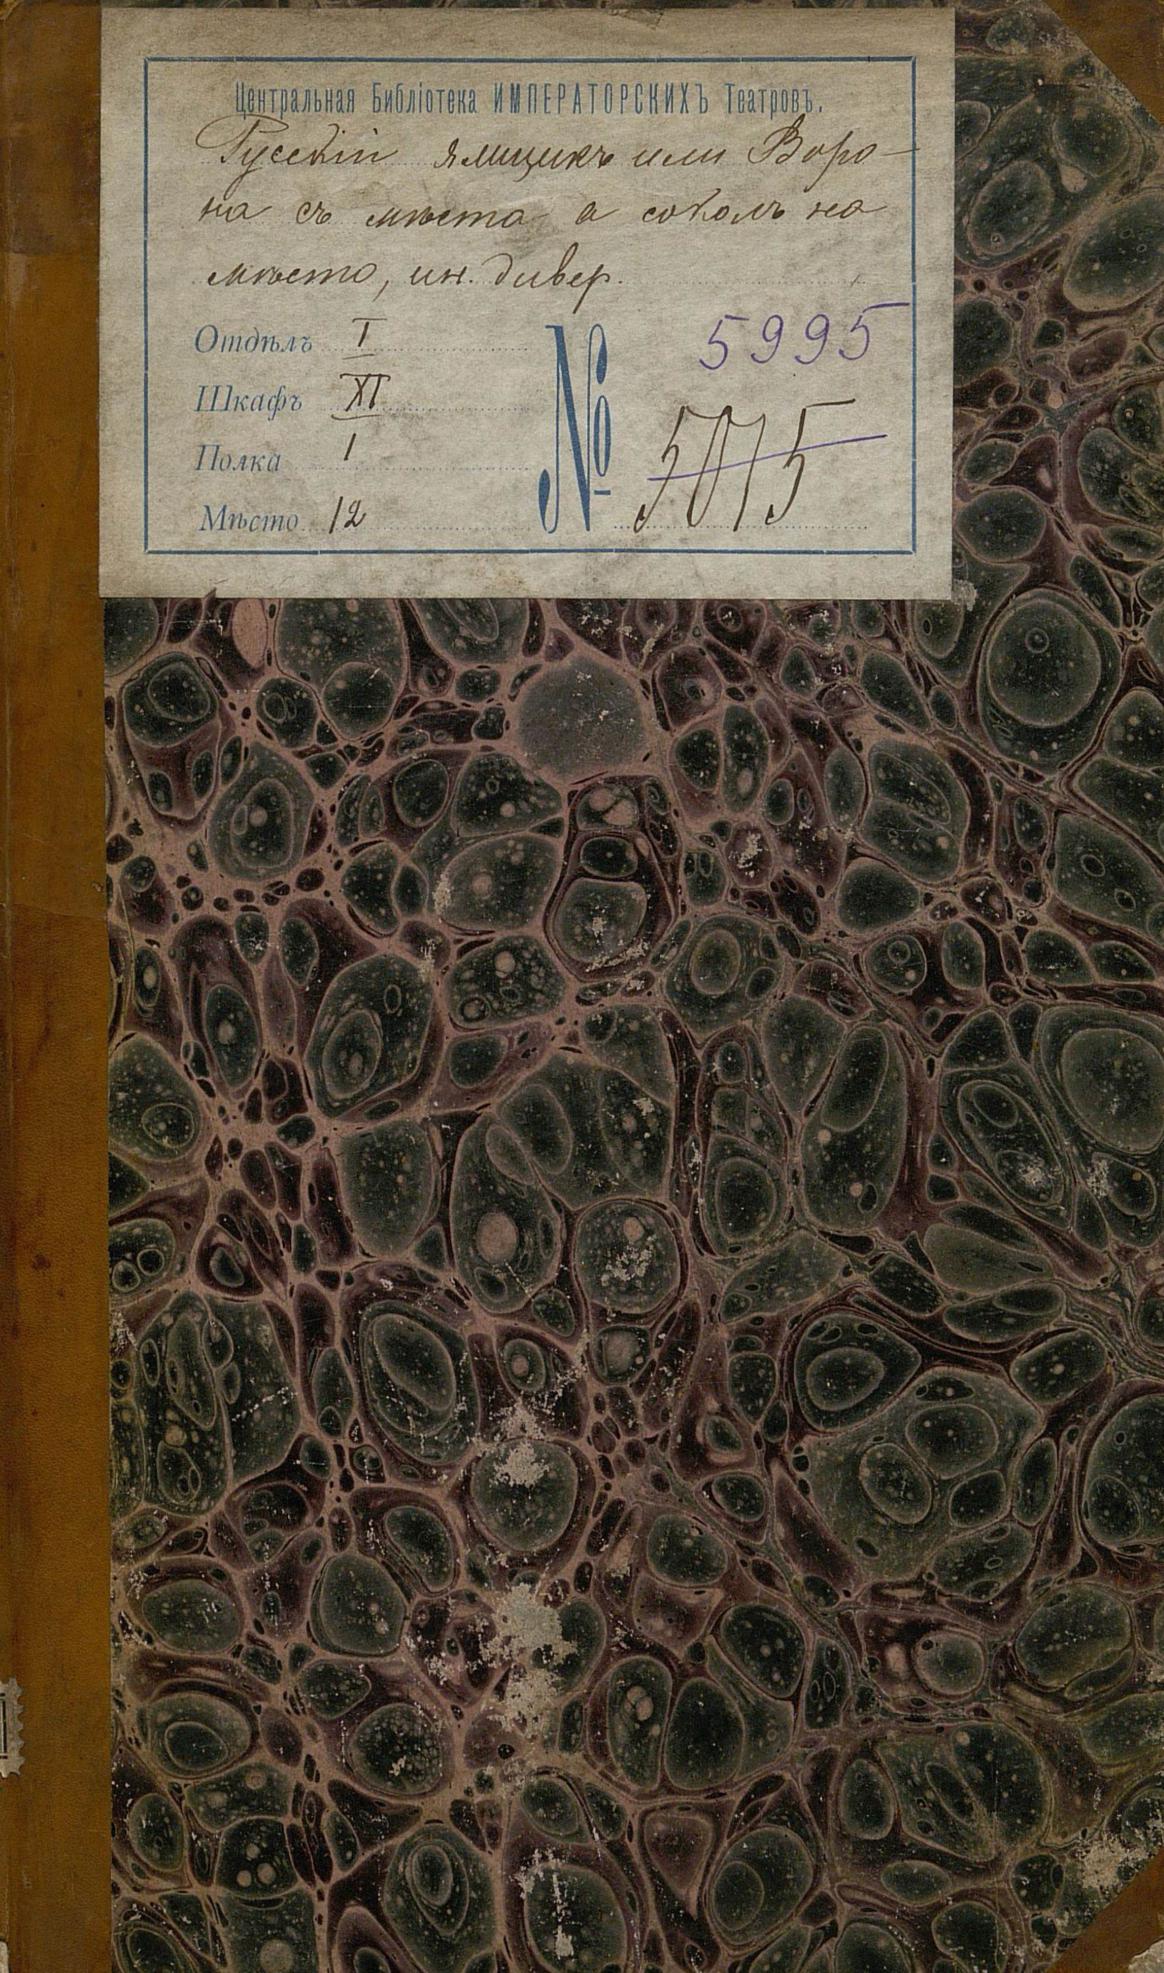 Центральная Библіотека ИМПЕРАТОРСКИХЪ Театровъ.
Русскій ямщикъ или Воро-
на съ мѣста а соколъ на
мѣсто, ин. дивер.
Отдѣлъ I
Шкафъ XI
Полка 1
Мѣсто 12
№ 5995
5075